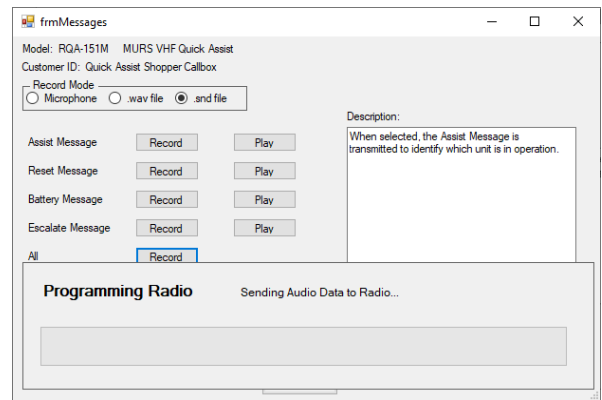 frmMessages
Model: RQA-151M MURS VHF Quick Assist
Customer ID: Quick Assist Shopper Callbox
Record Mode
Microphone .wav file .snd file
Description:
When selected, the Assist Message is
transmitted to identify which unit is in operation.
Assist Message Record Play
Reset Message Record Play
Battery Message Record Play
Escalate Message Record Play
All Record
Programming Radio Sending Audio Data to Radio...